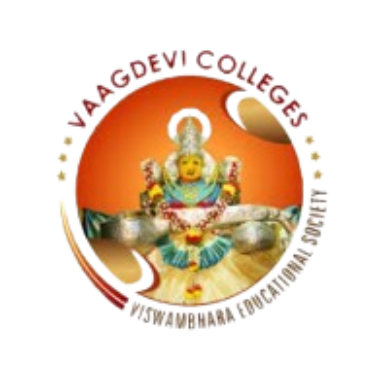 VAAGDEVI COLLEGES
VISWAMBHARA EDUCATIONAL SOCIETY